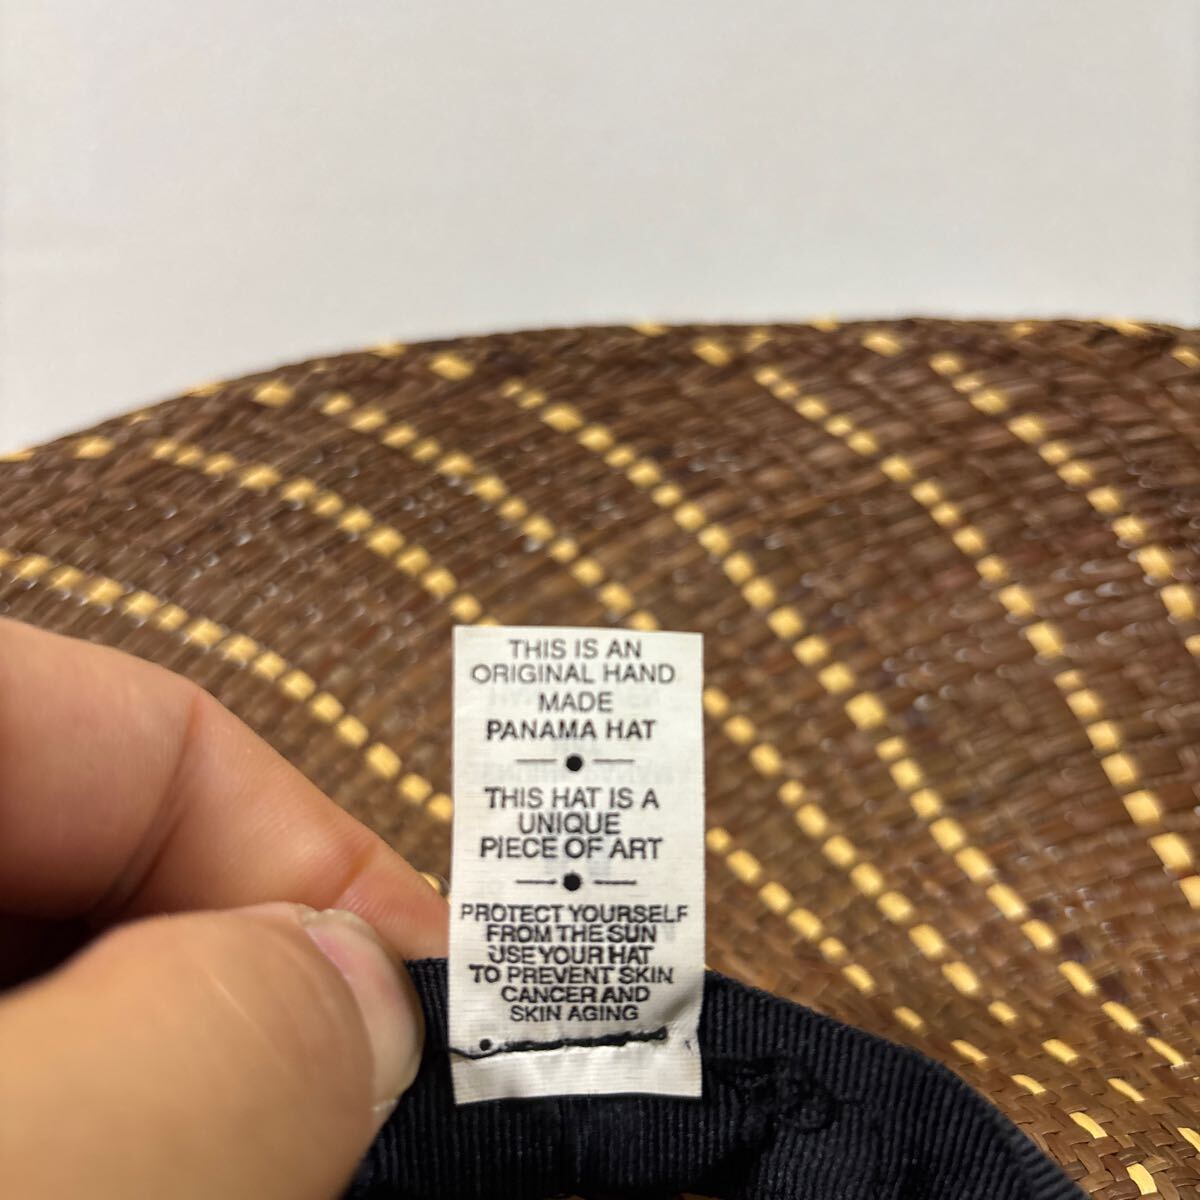 THIS IS AN
ORIGINAL HAND
MADE
PANAMA HAT
THIS HAT IS A
UNIQUE
PIECE OF ART
PROTECT YOURSELF
FROM THE SUN
USE YOUR HAT
TO PREVENT SKIN
CANCER AND
SKIN AGING